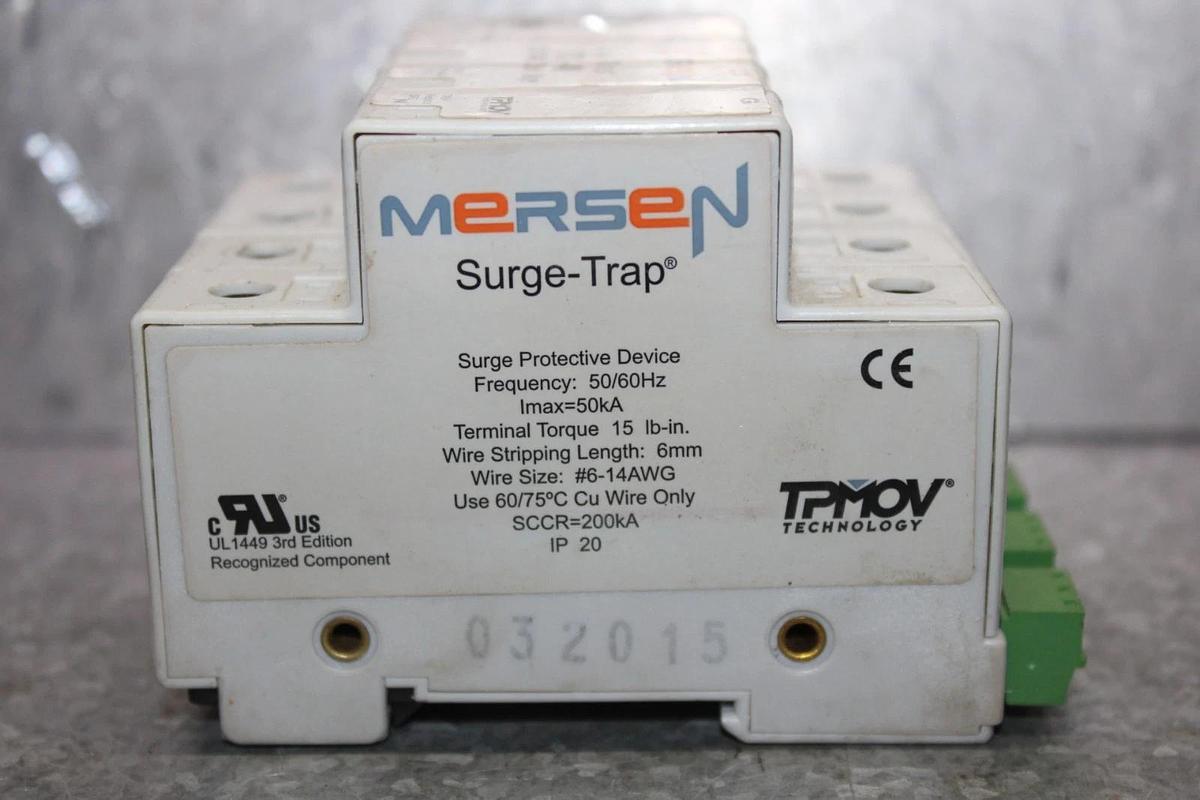 TPMOV
G
MERSEN
Surge-Trap®
Surge Protective Device
Frequency: 50/60Hz
Imax=50kA
Terminal Torque 15 lb-in.
Wire Stripping Length: 6mm
Wire Size: #6-14AWG
Use 60/75ºC Cu Wire Only
SCCR=200kA
IP 20
CE
C RU® US
UL1449 3rd Edition
Recognized Component
TPMOV®
TECHNOLOGY
032015